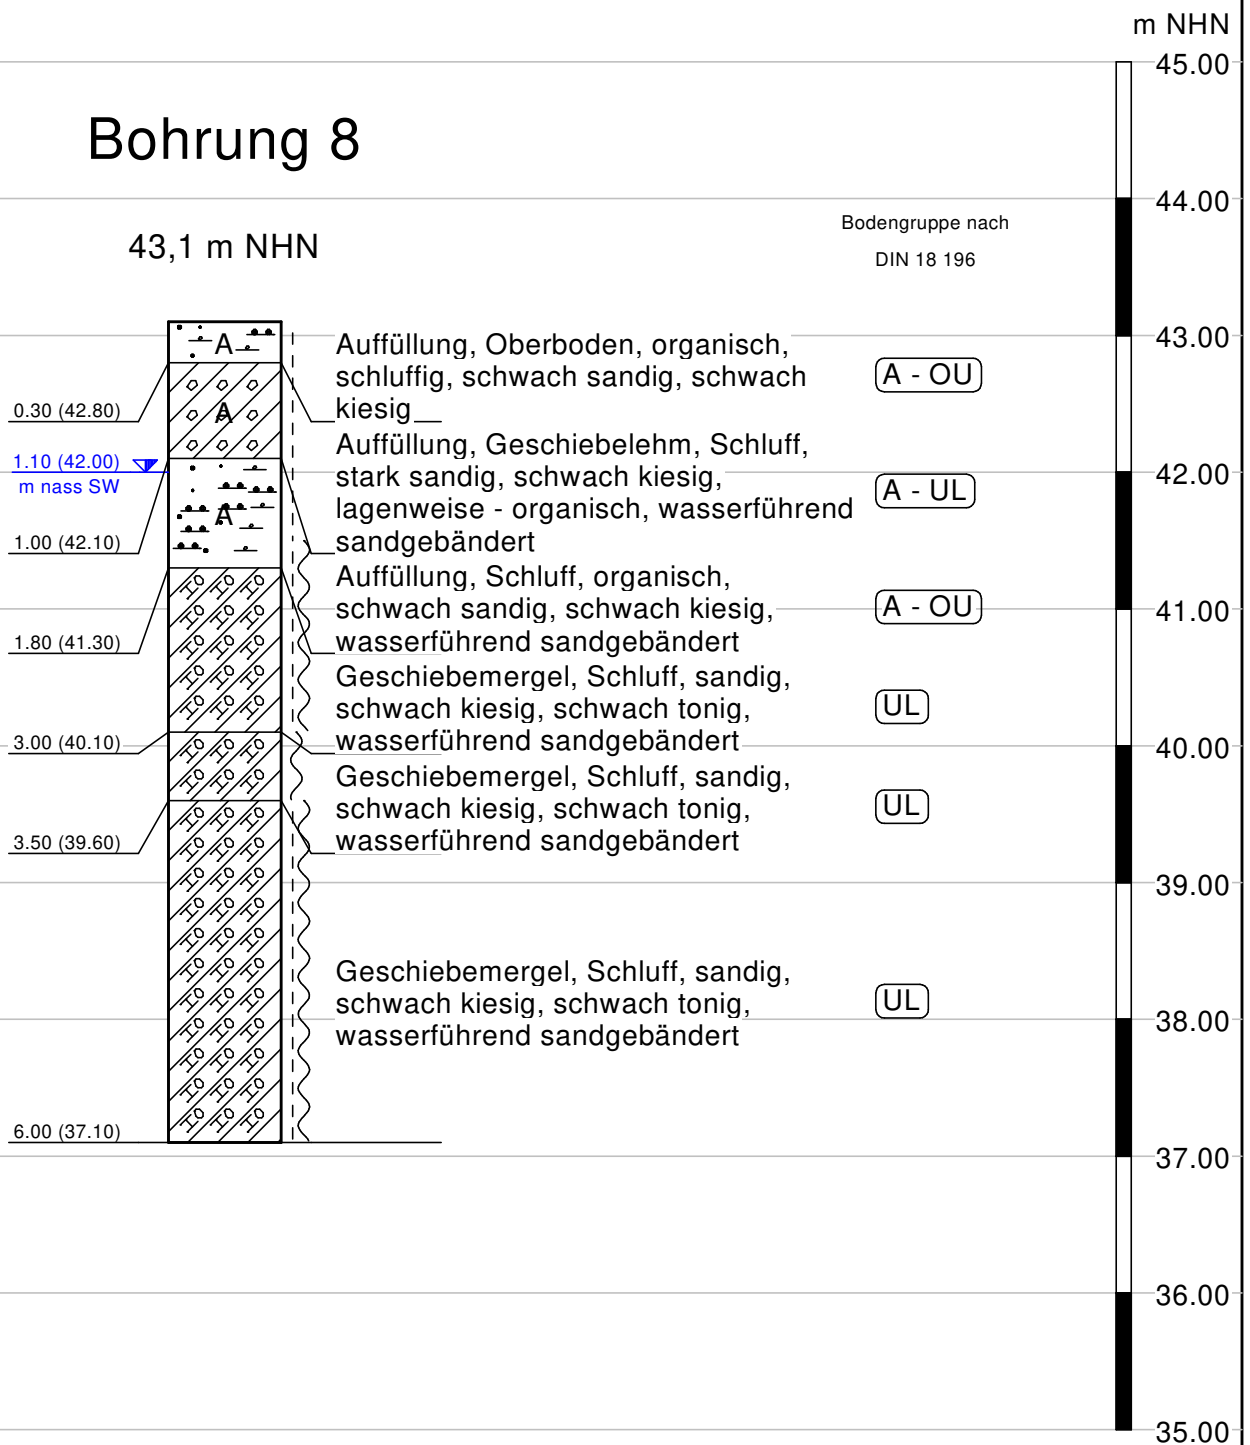 m NHN
45.00
Bohrung 8
44.00
43,1 m NHN
Bodengruppe nach
DIN 18 196
43.00
A
Auffüllung, Oberboden, organisch,
schluffig, schwach sandig, schwach
kiesig
A - OU
0.30 (42.80)
A
Auffüllung, Geschiebelehm, Schluff,
stark sandig, schwach kiesig,
lagenweise - organisch, wasserführend
sandgebändert
A - UL
1.10 (42.00)
m nass SW
42.00
A
1.00 (42.10)
Auffüllung, Schluff, organisch,
schwach sandig, schwach kiesig,
wasserführend sandgebändert
A - OU
41.00
1.80 (41.30)
Geschiebemergel, Schluff, sandig,
schwach kiesig, schwach tonig,
wasserführend sandgebändert
UL
3.00 (40.10)
40.00
Geschiebemergel, Schluff, sandig,
schwach kiesig, schwach tonig,
wasserführend sandgebändert
UL
3.50 (39.60)
39.00
Geschiebemergel, Schluff, sandig,
schwach kiesig, schwach tonig,
wasserführend sandgebändert
UL
38.00
6.00 (37.10)
37.00
36.00
35.00